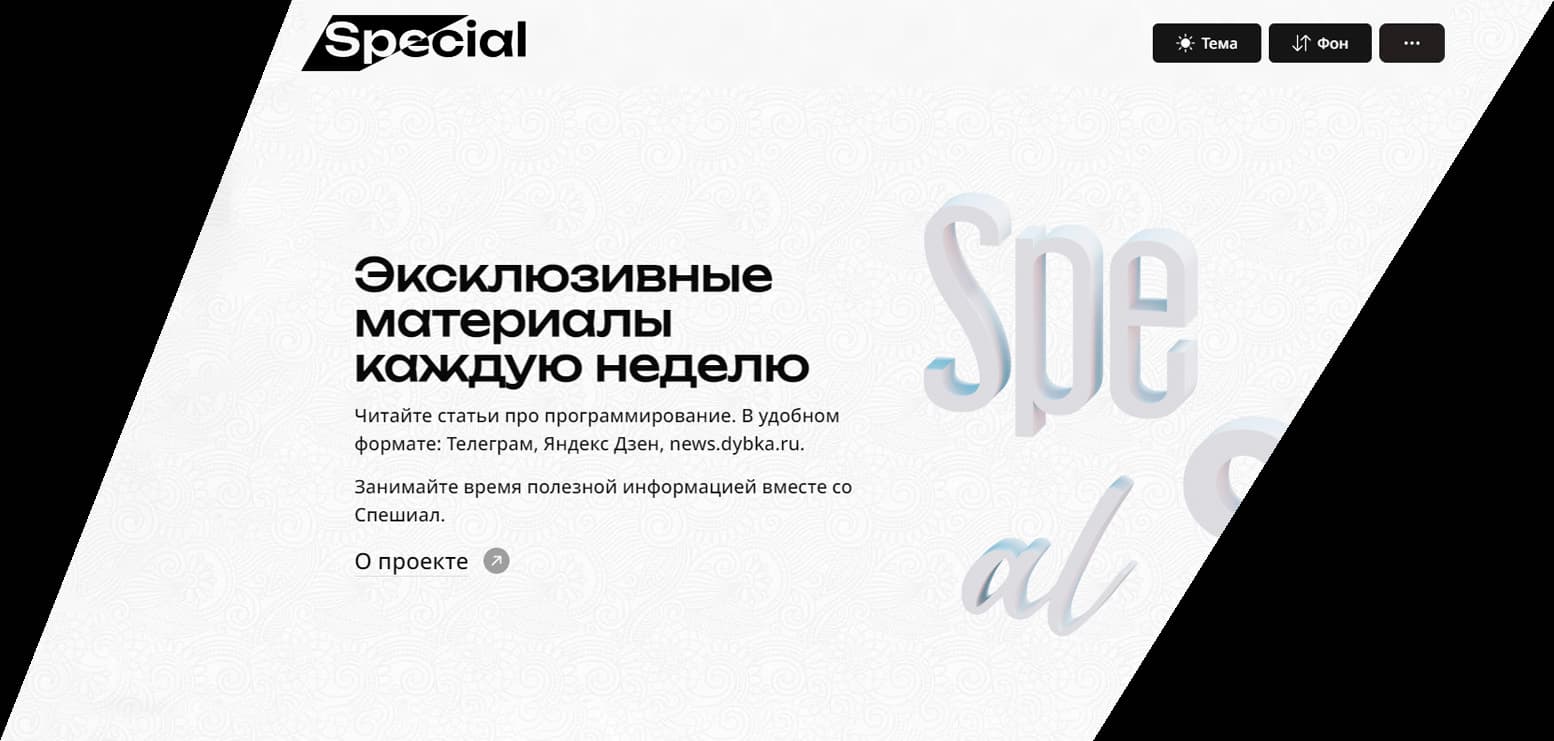 Special
Тема
Фон
Эксклюзивные
материалы
каждую неделю
Читайте статьи про программирование. В удобном
формате: Телеграм, Яндекс Дзен, news.dybka.ru.
Занимайте время полезной информацией вместе со
Спешиал.
О проекте
Spe
c
al